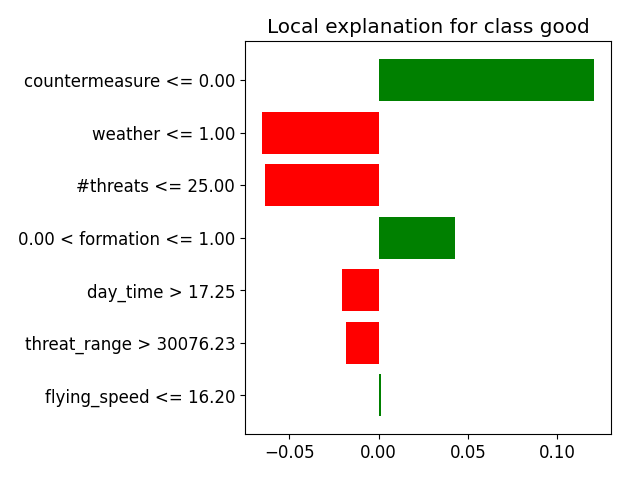 Local explanation for class good
countermeasure <= 0.00
weather <= 1.00
#threats <= 25.00
0.00 < formation <= 1.00
day_time > 17.25
threat_range > 30076.23
flying_speed <= 16.20
−0.05 0.00 0.05 0.10